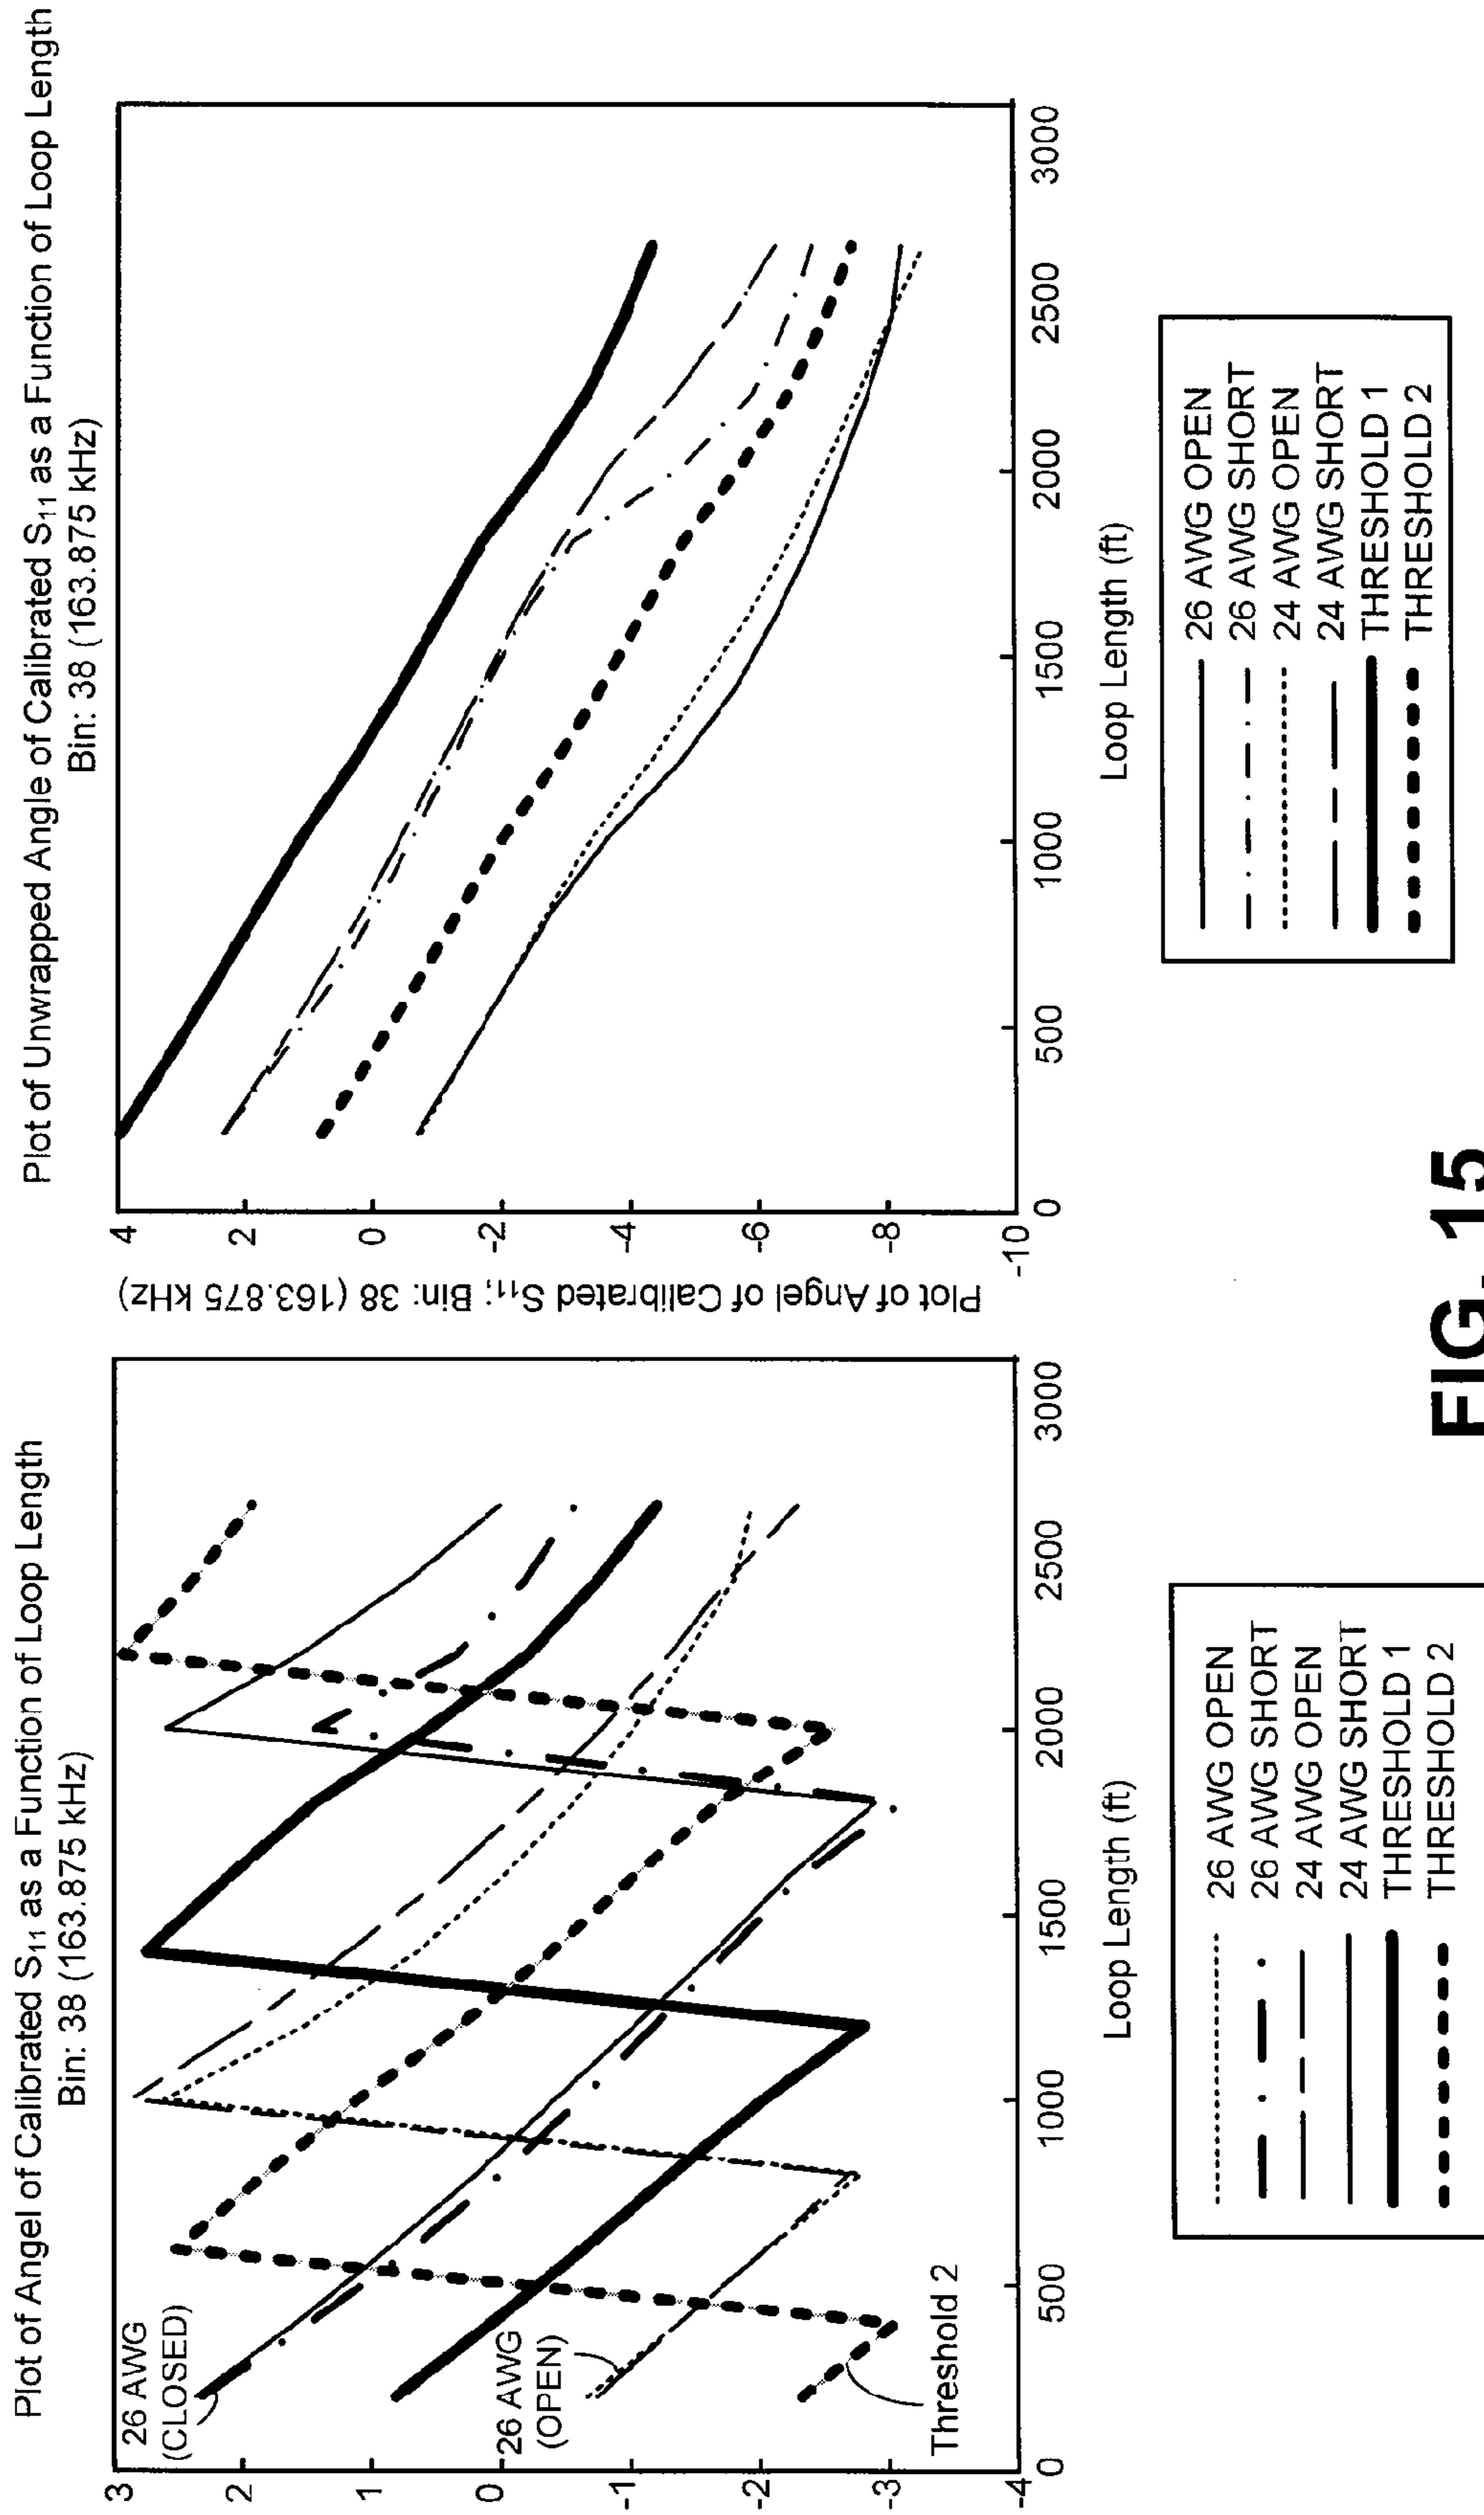 Plot of Angel of Calibrated S₁₁ as a Function of Loop Length
Bin: 38 (163.875 kHz)
3
2
1
0
-1
-2
-3
-4
26 AWG
(CLOSED)
26 AWG
(OPEN)
Threshold 2
0
500
1000
1500
2000
2500
3000
Loop Length (ft)
26 AWG OPEN
26 AWG SHORT
24 AWG OPEN
24 AWG SHORT
THRESHOLD 1
THRESHOLD 2
Plot of Unwrapped Angle of Calibrated S₁₁ as a Function of Loop Length
Bin: 38 (163.875 kHz)
Plot of Angel of Calibrated S₁₁; Bin: 38 (163.875 kHz)
4
2
0
-2
-4
-6
-8
-10
0
500
1000
1500
2000
2500
3000
Loop Length (ft)
26 AWG OPEN
26 AWG SHORT
24 AWG OPEN
24 AWG SHORT
THRESHOLD 1
THRESHOLD 2
FIG. 15